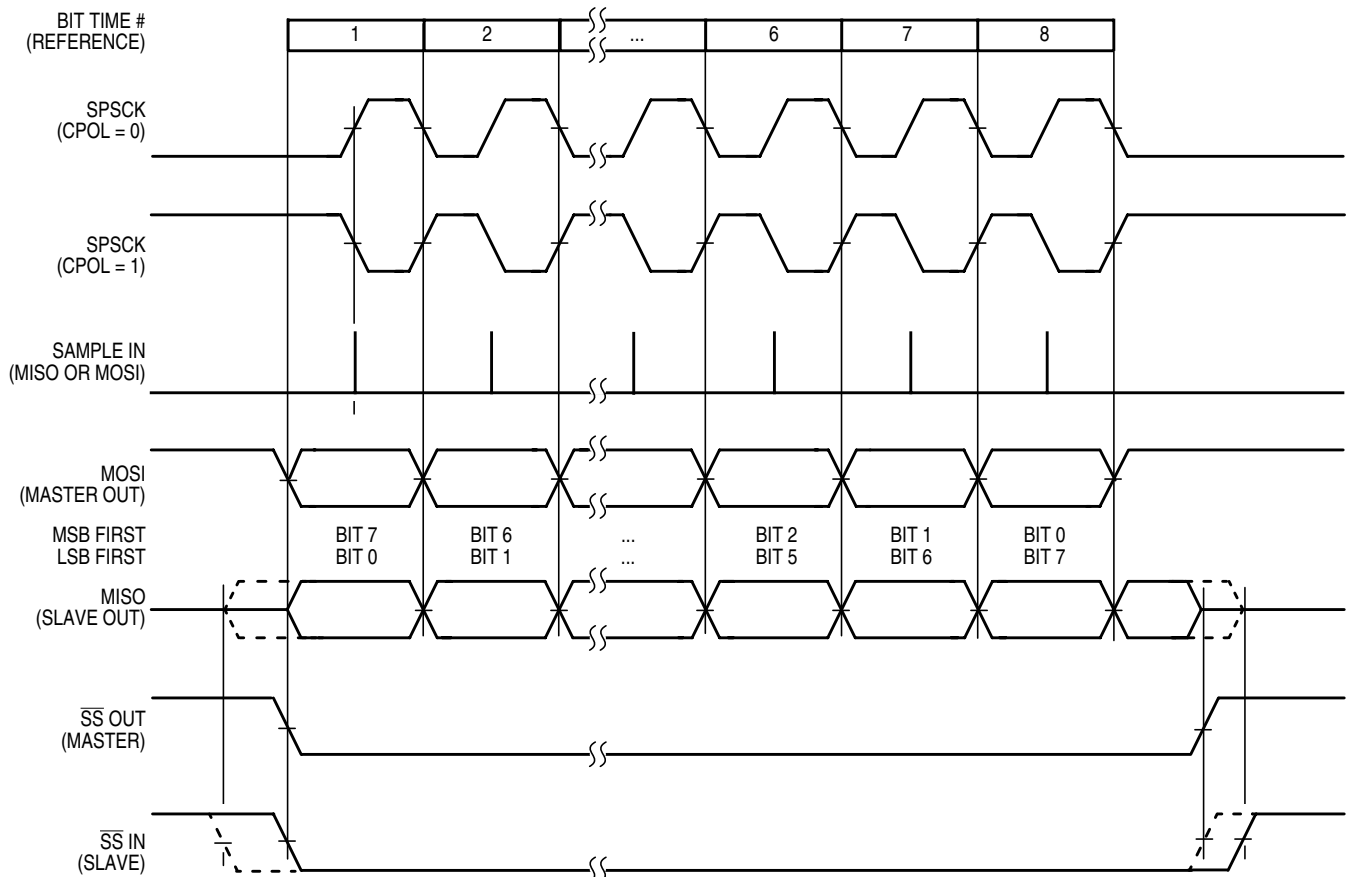 BIT TIME #
(REFERENCE)
1 2 ... 6 7 8
SPSCK
(CPOL = 0)
SPSCK
(CPOL = 1)
SAMPLE IN
(MISO OR MOSI)
MOSI
(MASTER OUT)
MSB FIRST BIT 7 BIT 6 ... BIT 2 BIT 1 BIT 0
LSB FIRST BIT 0 BIT 1 ... BIT 5 BIT 6 BIT 7
MISO
(SLAVE OUT)
S̅S̅ OUT
(MASTER)
S̅S̅ IN
(SLAVE)